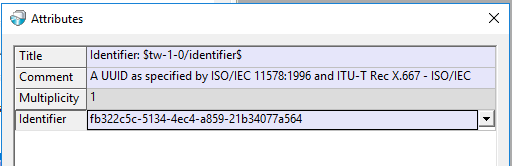 Attributes
Title Identifier: $tw-1-0/identifier$
Comment A UUID as specified by ISO/IEC 11578:1996 and ITU-T Rec X.667 - ISO/IEC
Multiplicity 1
Identifier fb322c5c-5134-4ec4-a859-21b34077a564